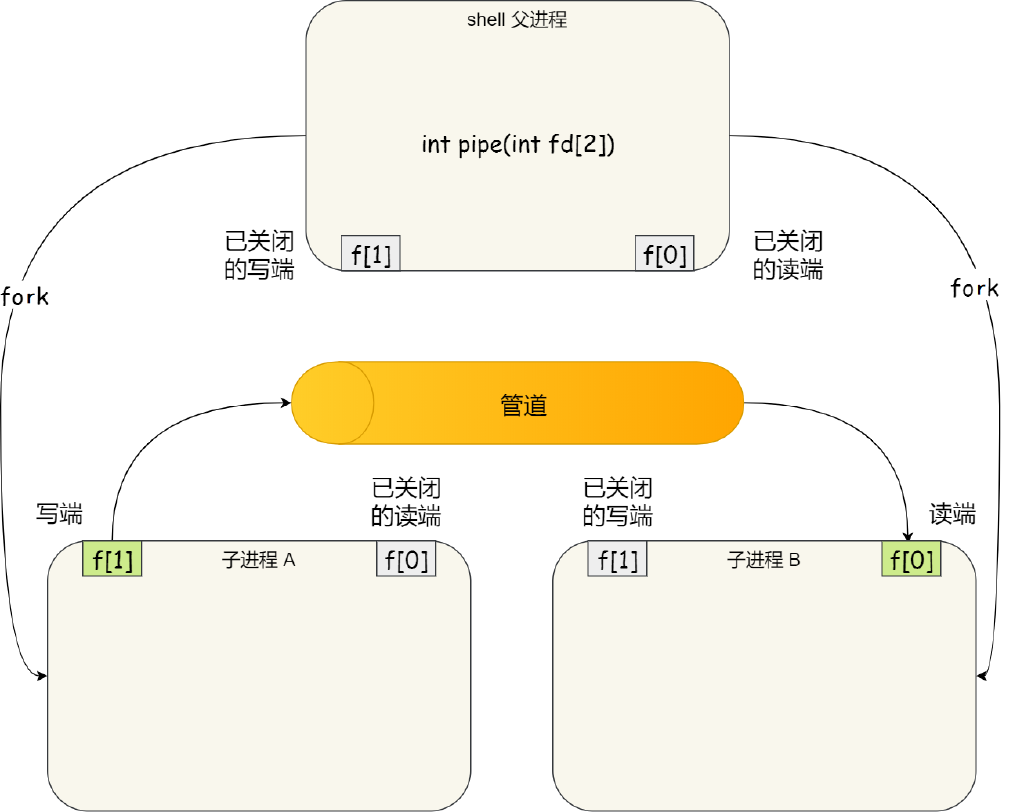 shell 父进程
int pipe(int fd[2])
已关闭
的写端
f[1]
f[0]
已关闭
的读端
fork
fork
管道
写端
已关闭
的读端
已关闭
的写端
读端
f[1]
子进程 A
f[0]
f[1]
子进程 B
f[0]